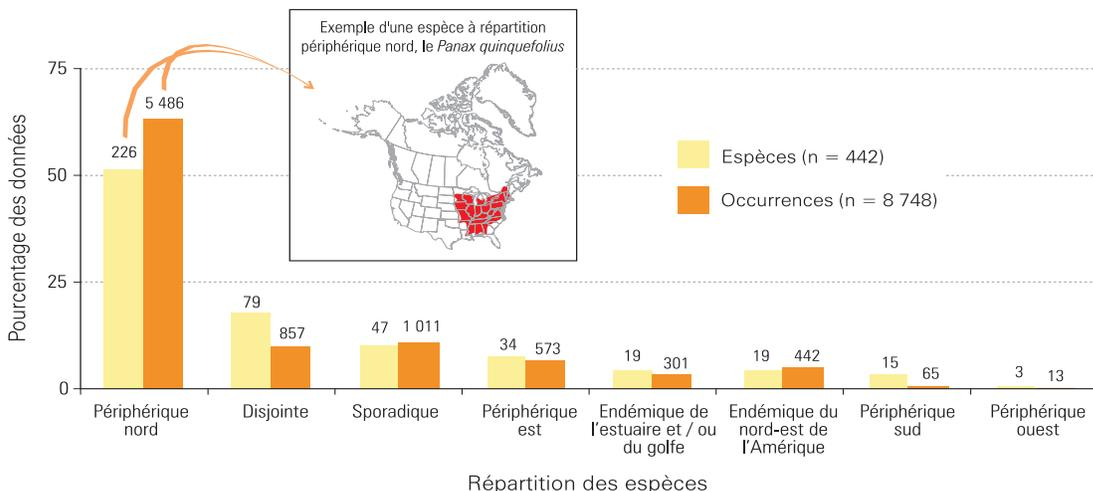 Exemple d'une espèce à répartition
périphérique nord, le Panax quinquefolius
Pourcentage des données
75
50
25
0
226
5 486
79
857
47
1 011
34
573
19
301
19
442
15
65
3
13
Espèces (n = 442)
Occurrences (n = 8 748)
Périphérique
nord
Disjointe
Sporadique
Périphérique
est
Endémique de
l'estuaire et / ou
du golfe
Endémique du
nord-est de
l'Amérique
Périphérique
sud
Périphérique
ouest
Répartition des espèces